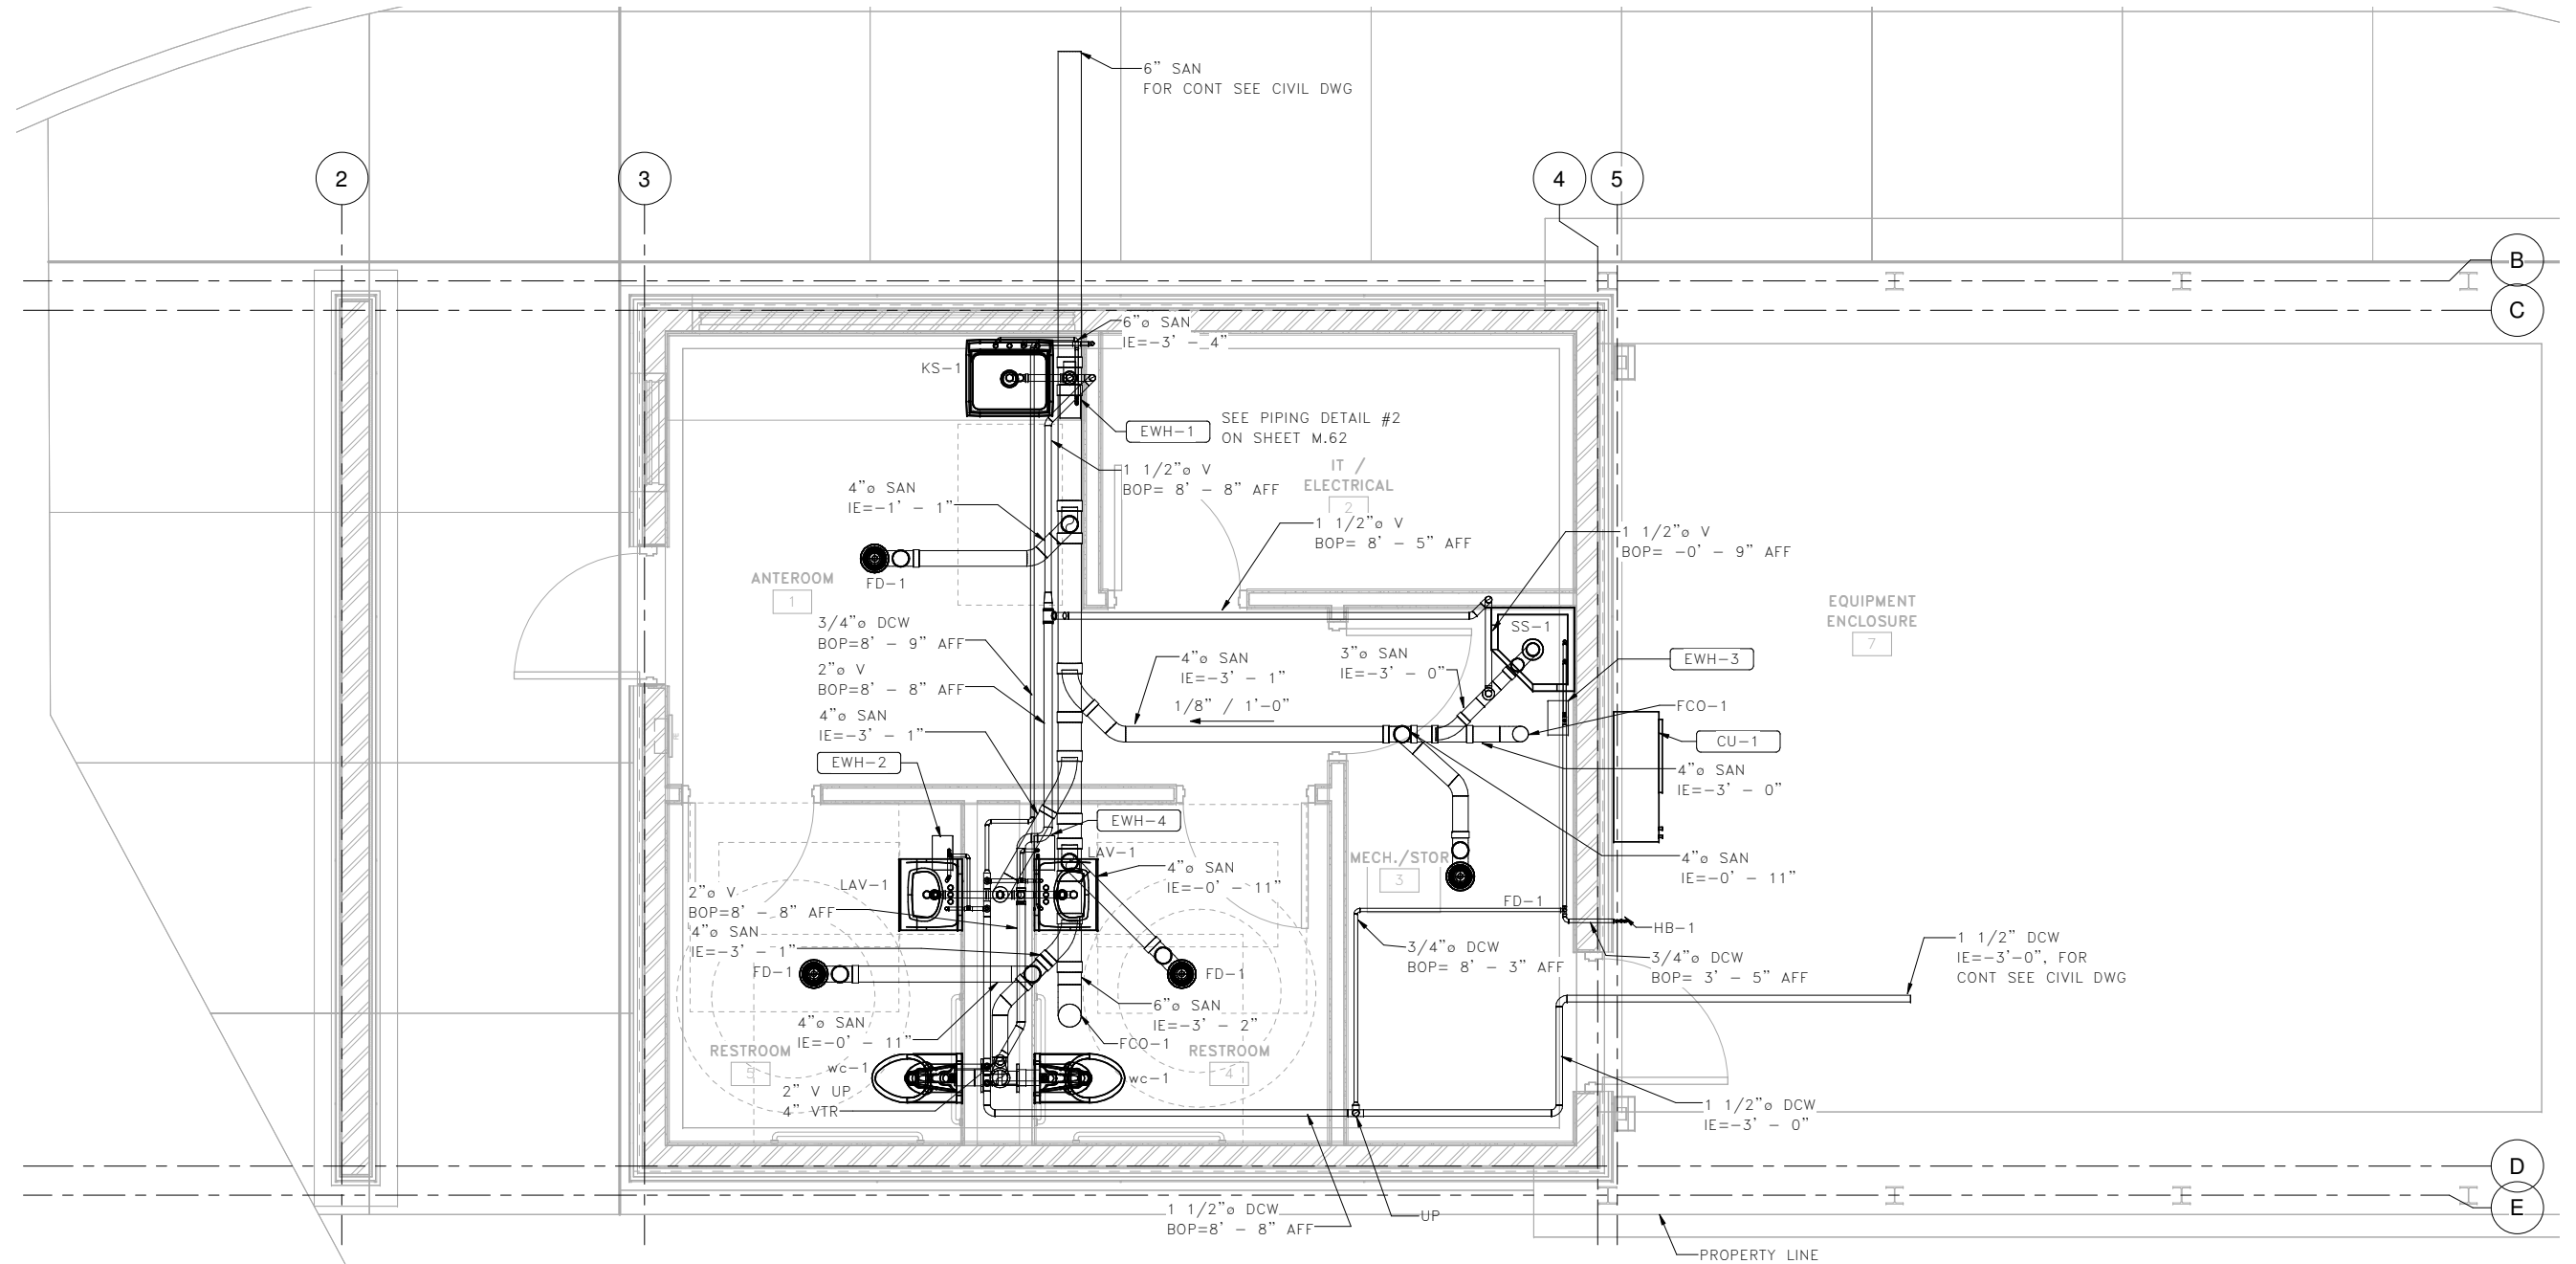 6" SAN
FOR CONT SEE CIVIL DWG
2
3
4
5
B
C
6"ø SAN
IE=-3' - 4"
KS-1
EWH-1
SEE PIPING DETAIL #2
ON SHEET M.62
1 1/2"ø V
BOP= 8' - 8" AFF
IT /
ELECTRICAL
2
4"ø SAN
IE=-1' - 1"
1 1/2"ø V
BOP= 8' - 5" AFF
1 1/2"ø V
BOP= -0' - 9" AFF
FD-1
ANTEROOM
1
EQUIPMENT
ENCLOSURE
7
3/4"ø DCW
BOP=8' - 9" AFF
SS-1
2"ø V
BOP=8' - 8" AFF
4"ø SAN
IE=-3' - 1"
3"ø SAN
IE=-3' - 0"
EWH-3
1/8" / 1'-0"
FCO-1
4"ø SAN
IE=-3' - 1"
CU-1
EWH-2
4"ø SAN
IE=-3' - 0"
EWH-4
LAV-1
4"ø SAN
IE=-0' - 11"
MECH./STOR
3
4"ø SAN
IE=-0' - 11"
LAV-1
2"ø V
BOP=8' - 8" AFF
FD-1
HB-1
4"ø SAN
IE=-3' - 1"
3/4"ø DCW
BOP= 8' - 3" AFF
3/4"ø DCW
BOP= 3' - 5" AFF
1 1/2" DCW
IE=-3'-0", FOR
CONT SEE CIVIL DWG
FD-1
FD-1
6"ø SAN
IE=-3' - 2"
4"ø SAN
IE=-0' - 11"
FCO-1
RESTROOM
5
RESTROOM
4
wc-1
wc-1
2" V UP
4" VTR
1 1/2"ø DCW
IE=-3' - 0"
D
E
1 1/2"ø DCW
BOP=8' - 8" AFF
UP
PROPERTY LINE